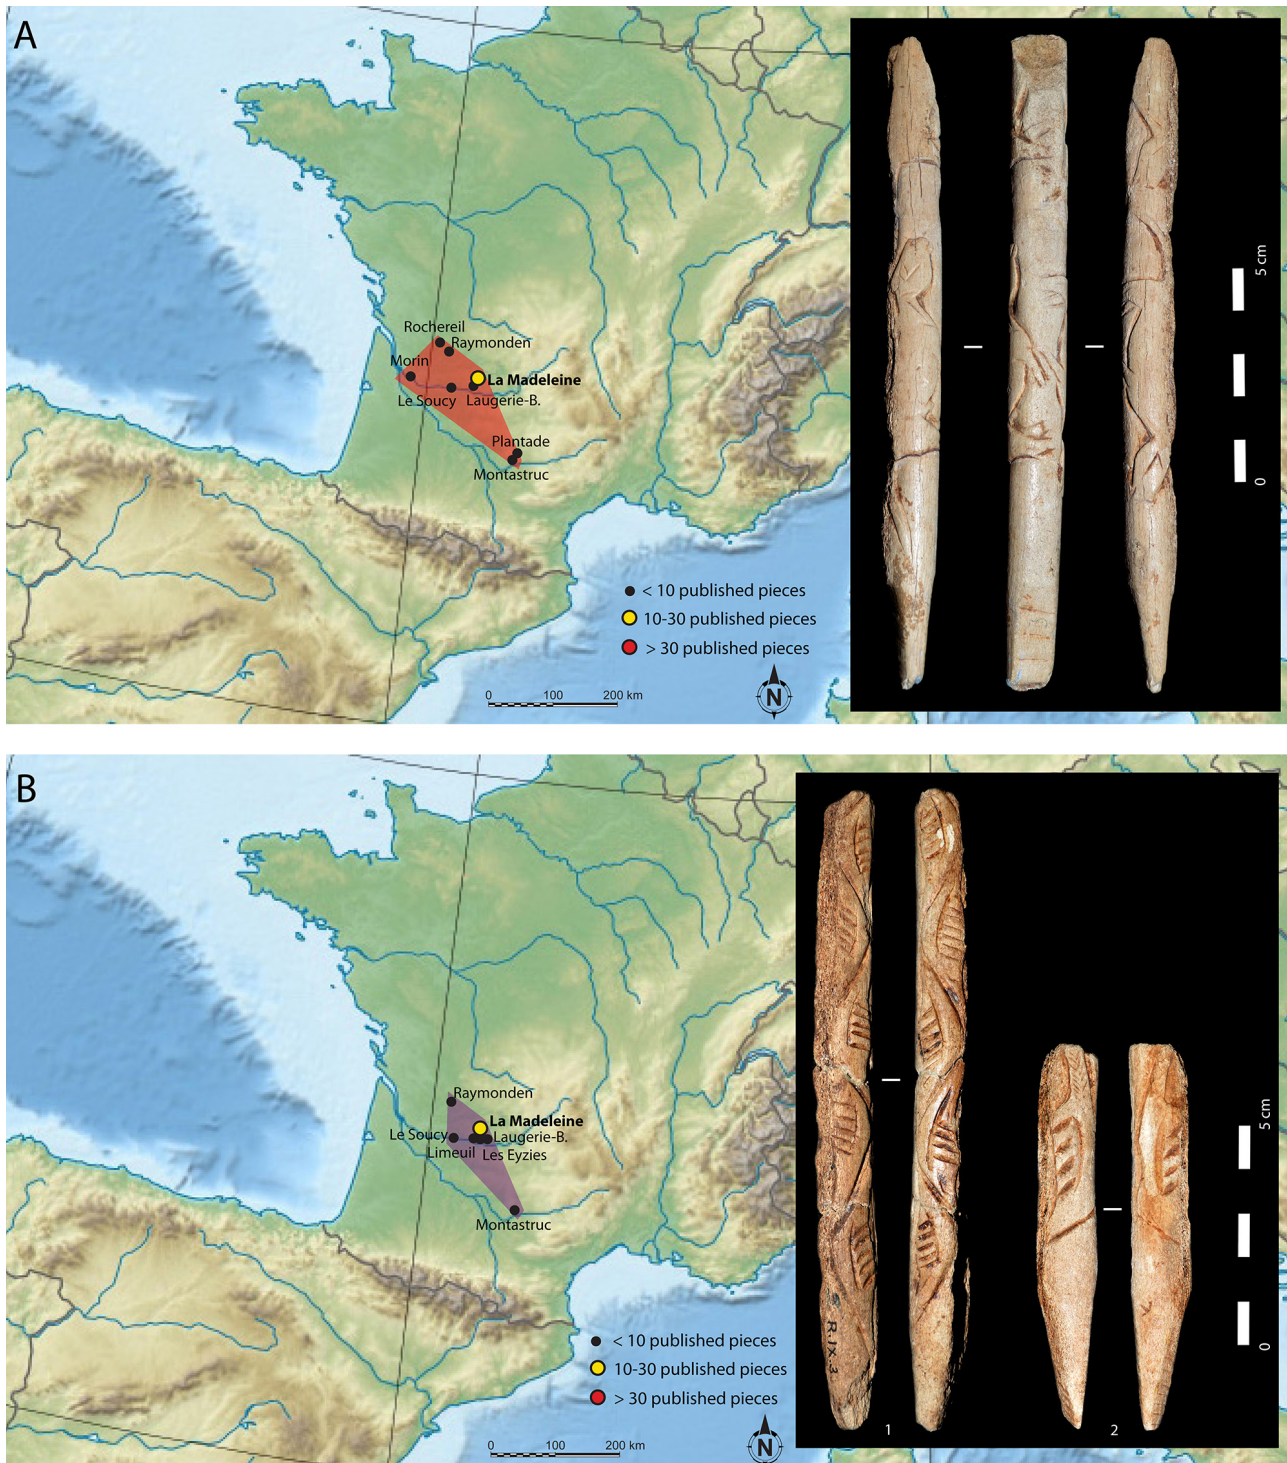 A
Rochereil
Raymonden
Morin
La Madeleine
Le Soucy
Laugerie-B.
Plantade
Montastruc
< 10 published pieces
10-30 published pieces
> 30 published pieces
0 100 200 km
N
5 cm
0
B
Raymonden
La Madeleine
Le Soucy
Laugerie-B.
Limeuil
Les Eyzies
Montastruc
< 10 published pieces
10-30 published pieces
> 30 published pieces
0 100 200 km
N
R.IX.3
1
2
5 cm
0